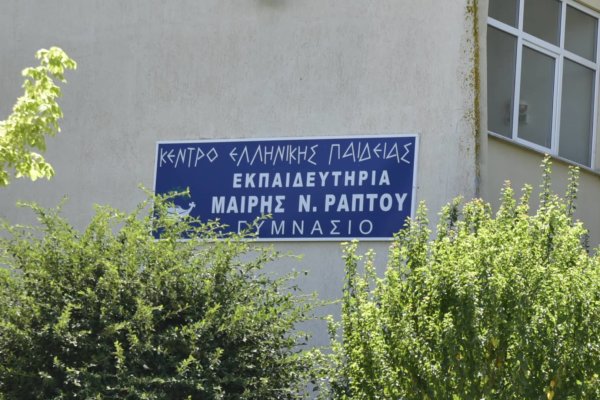 ΚΕΝΤΡΟ ΕΛΛΗΝΙΚΗΣ ΠΑΙΔΕΙΑΣ
ΕΚΠΑΙΔΕΥΤΗΡΙΑ
ΜΑΙΡΗΣ Ν. ΡΑΠΤΟΥ
ΓΥΜΝΑΣΙΟ